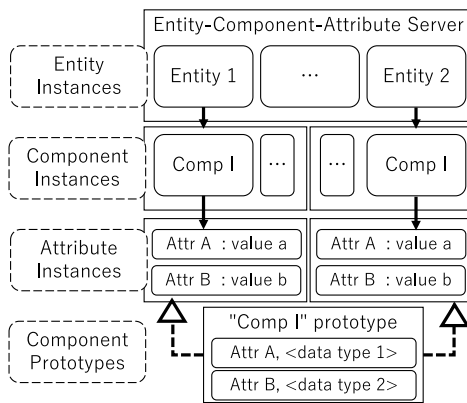 Entity-Component-Attribute Server
Entity
Instances
Entity 1
...
Entity 2
Component
Instances
Comp I
...
...
Comp I
Attribute
Instances
Attr A : value a
Attr B : value b
Attr A : value a
Attr B : value b
Component
Prototypes
"Comp I" prototype
Attr A, <data type 1>
Attr B, <data type 2>